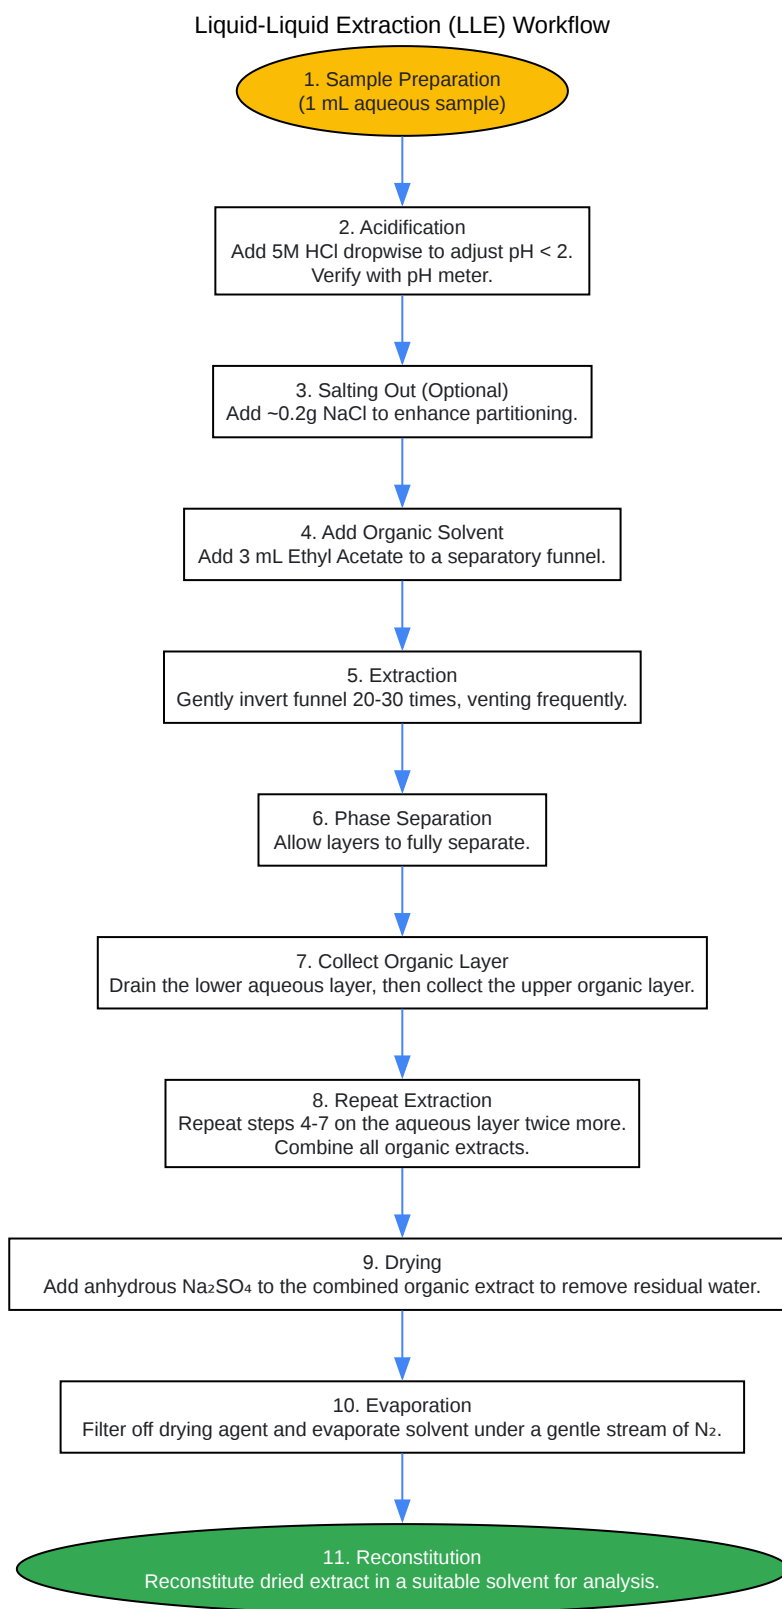 Liquid-Liquid Extraction (LLE) Workflow
1. Sample Preparation
(1 mL aqueous sample)
2. Acidification
Add 5M HCl dropwise to adjust pH < 2.
Verify with pH meter.
3. Salting Out (Optional)
Add ~0.2g NaCl to enhance partitioning.
4. Add Organic Solvent
Add 3 mL Ethyl Acetate to a separatory funnel.
5. Extraction
Gently invert funnel 20-30 times, venting frequently.
6. Phase Separation
Allow layers to fully separate.
7. Collect Organic Layer
Drain the lower aqueous layer, then collect the upper organic layer.
8. Repeat Extraction
Repeat steps 4-7 on the aqueous layer twice more.
Combine all organic extracts.
9. Drying
Add anhydrous Na₂SO₄ to the combined organic extract to remove residual water.
10. Evaporation
Filter off drying agent and evaporate solvent under a gentle stream of N₂.
11. Reconstitution
Reconstitute dried extract in a suitable solvent for analysis.